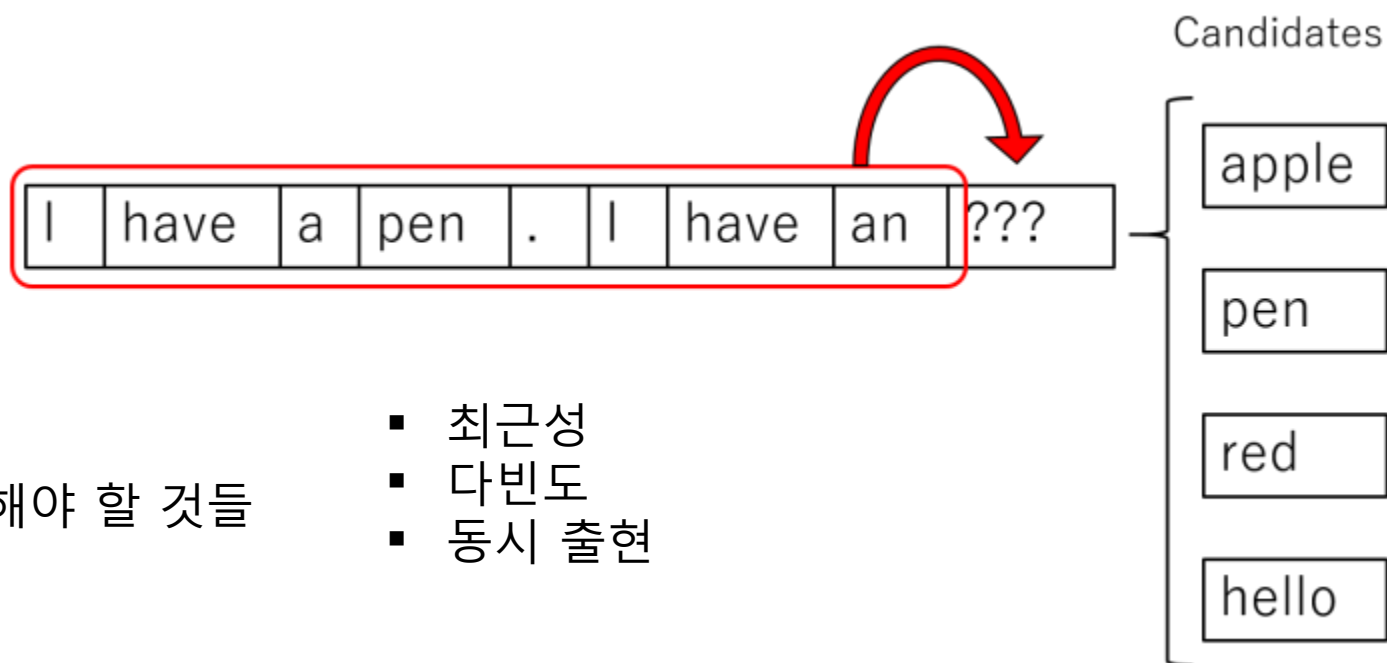 Candidates
I have a pen . I have an ???
apple
pen
red
hello
▪ 최근성
▪ 다빈도
▪ 동시 출현
해야 할 것들